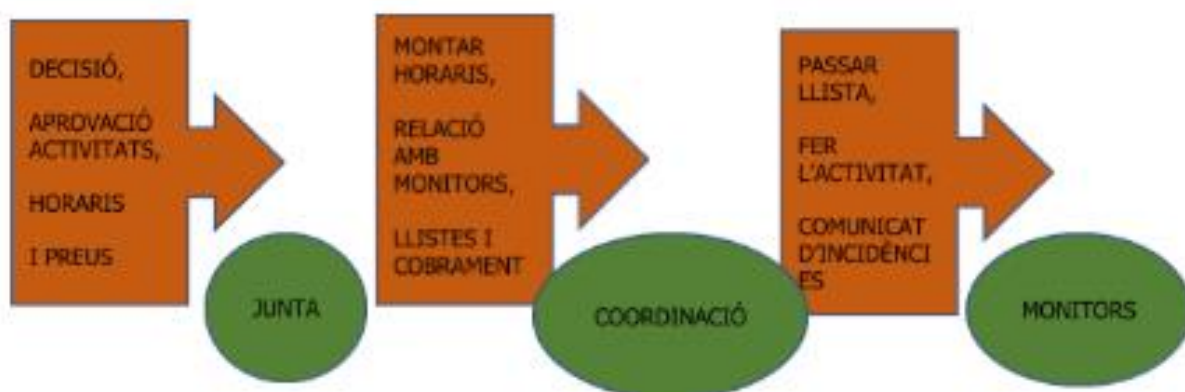 DECISIÓ,
APROVACIÓ
ACTIVITATS,
HORARIS
I PREUS
JUNTA
MONTAR
HORARIS,
RELACIÓ
AMB
MONITORS,
LLISTES I
COBRAMENT
COORDINACIÓ
PASSAR
LLISTA,
FER
L'ACTIVITAT,
COMUNICAT
D'INCIDÈNCI
ES
MONITORS